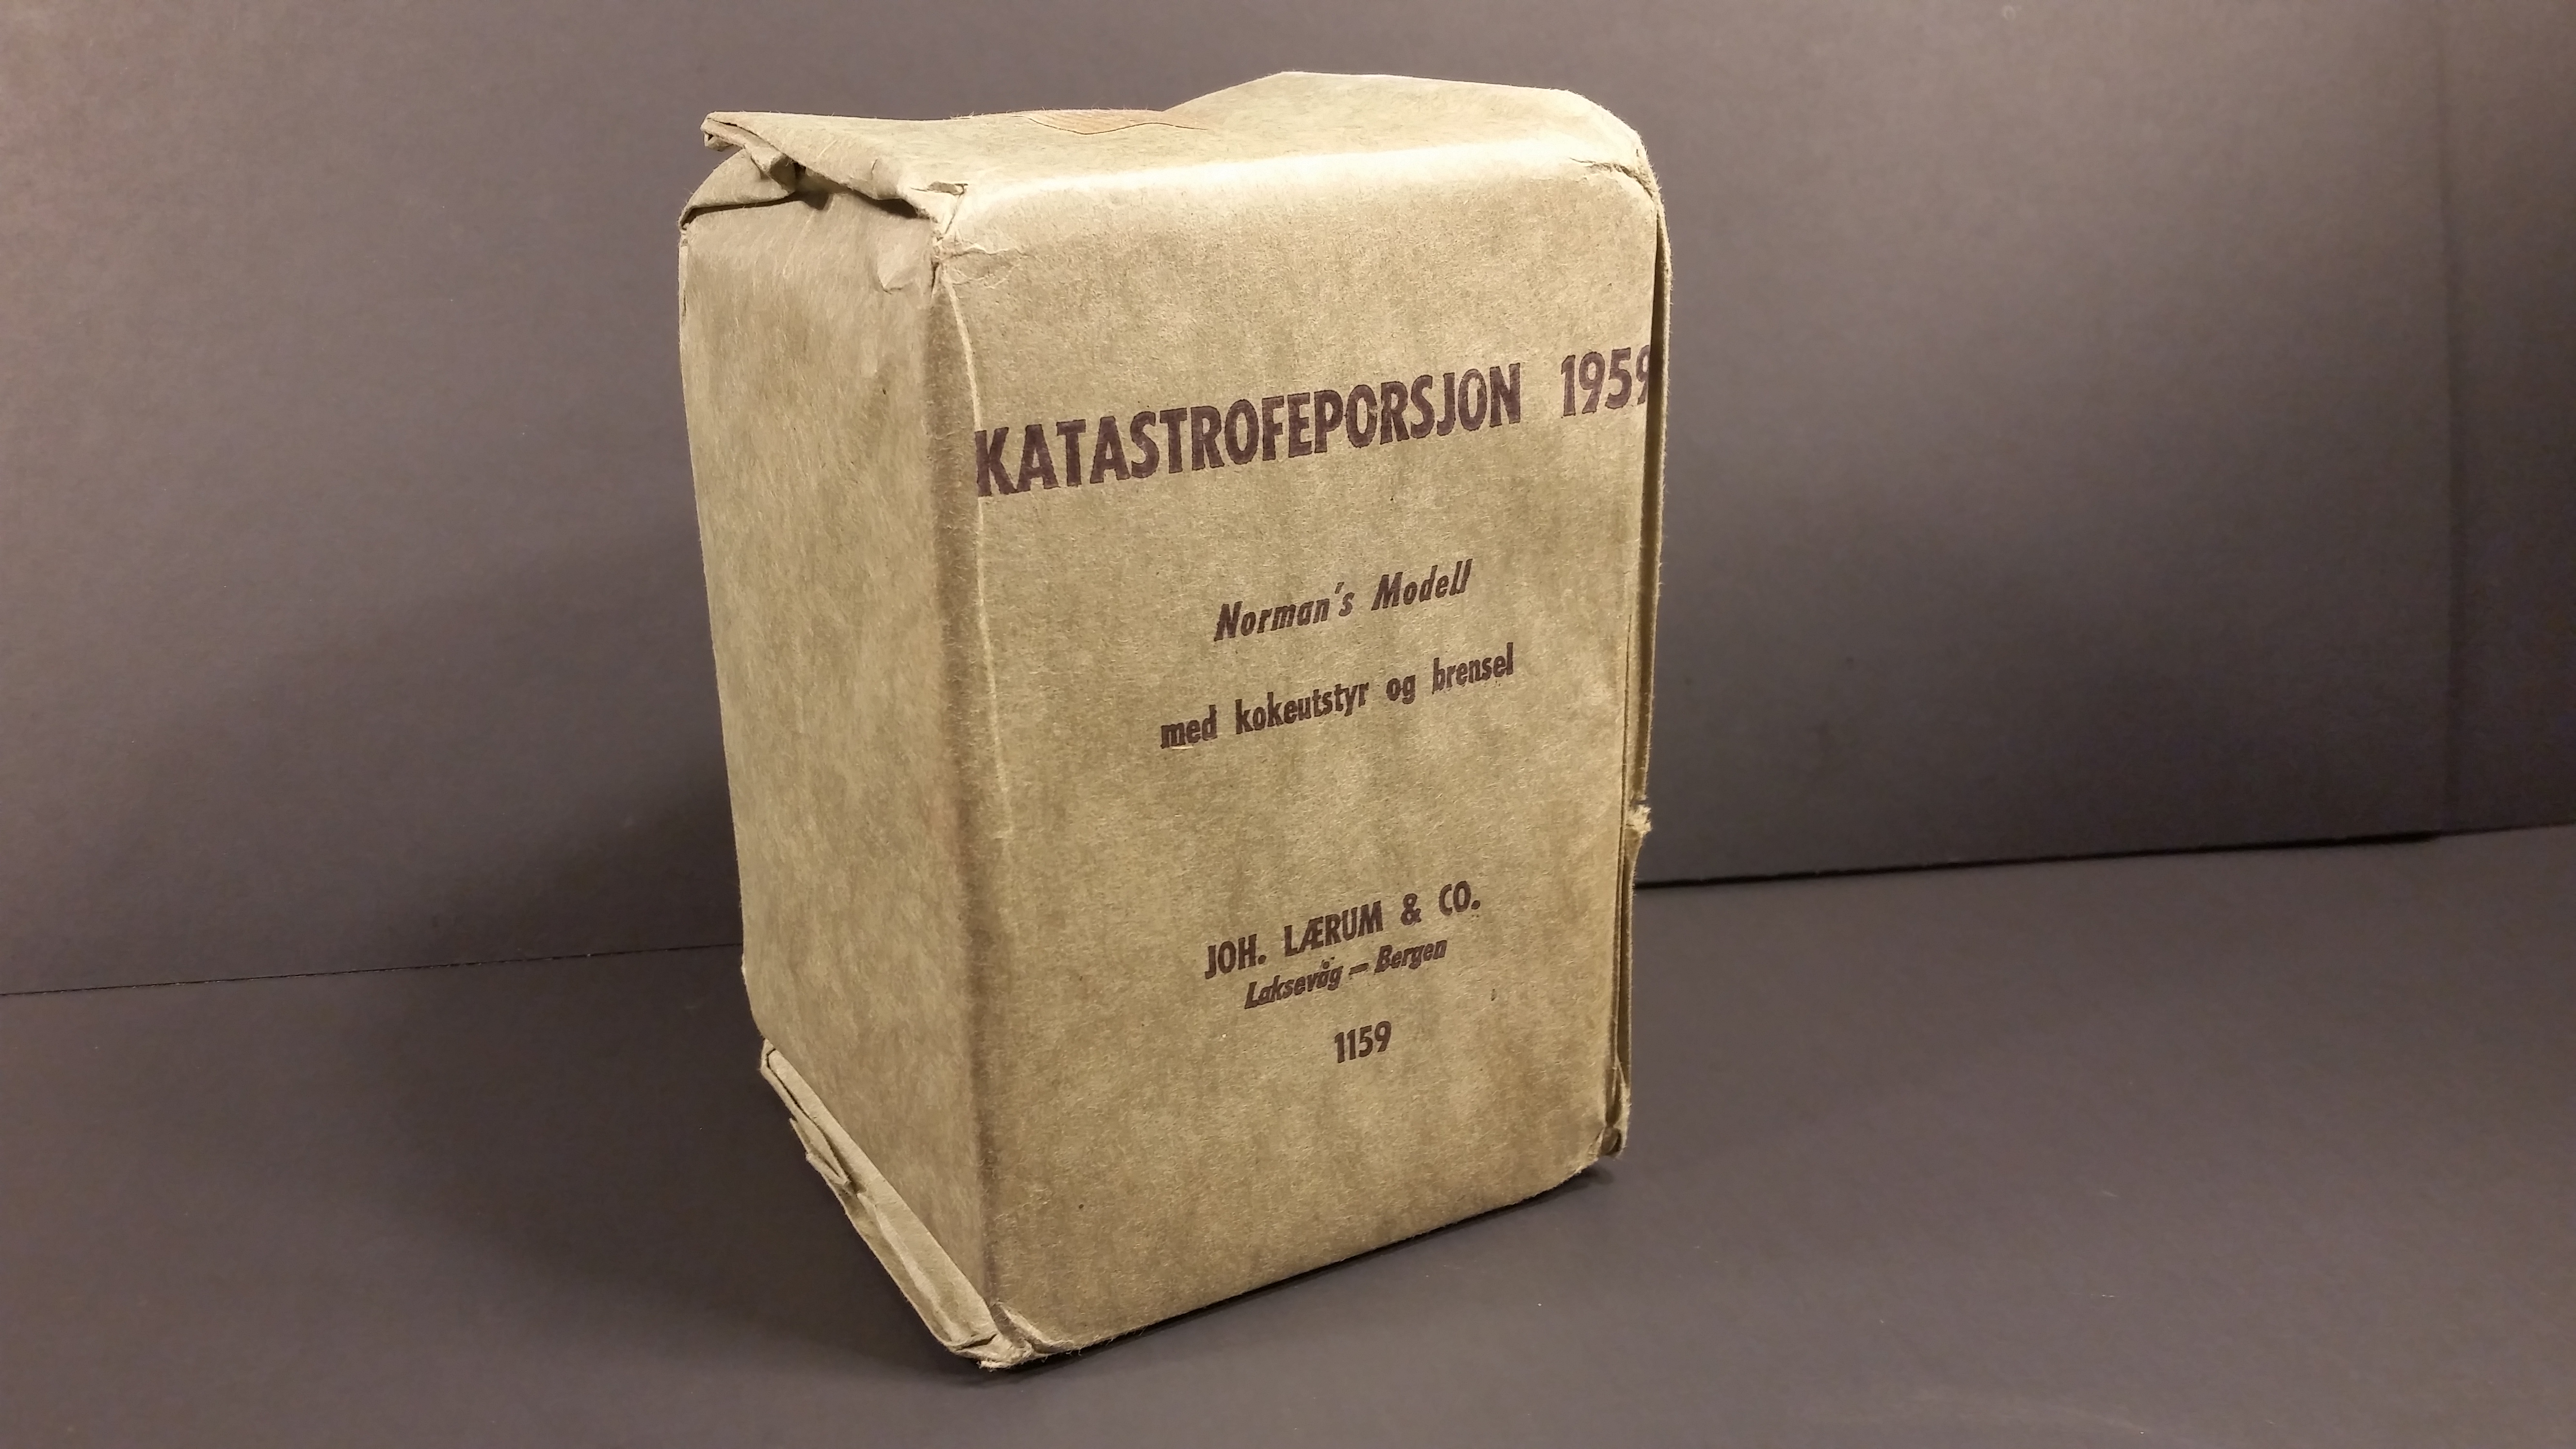 KATASTROFEPORSJON 1959
Norman's Modell
med kokeutstyr og brensel
JOH. LÆRUM & CO.
Laksevåg — Bergen
1159